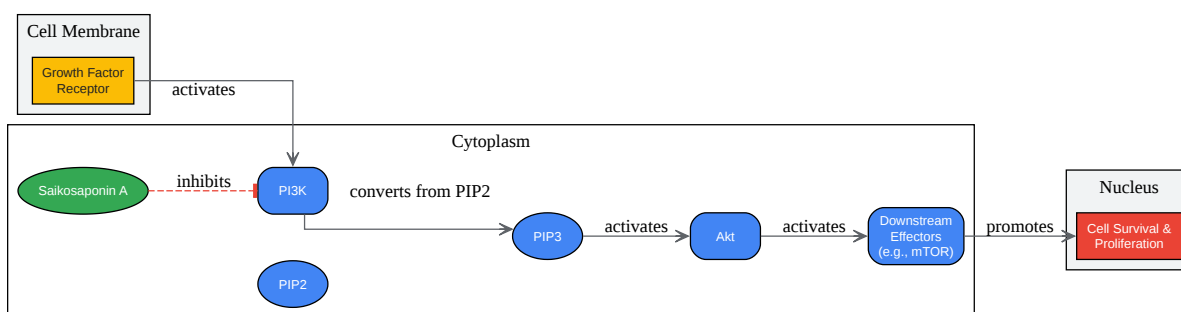 Cell Membrane
Growth Factor
Receptor
activates
Cytoplasm
Saikosaponin A
inhibits
PI3K
converts from PIP2
PIP3
activates
Akt
activates
Downstream
Effectors
(e.g., mTOR)
promotes
Nucleus
Cell Survival &
Proliferation
PIP2